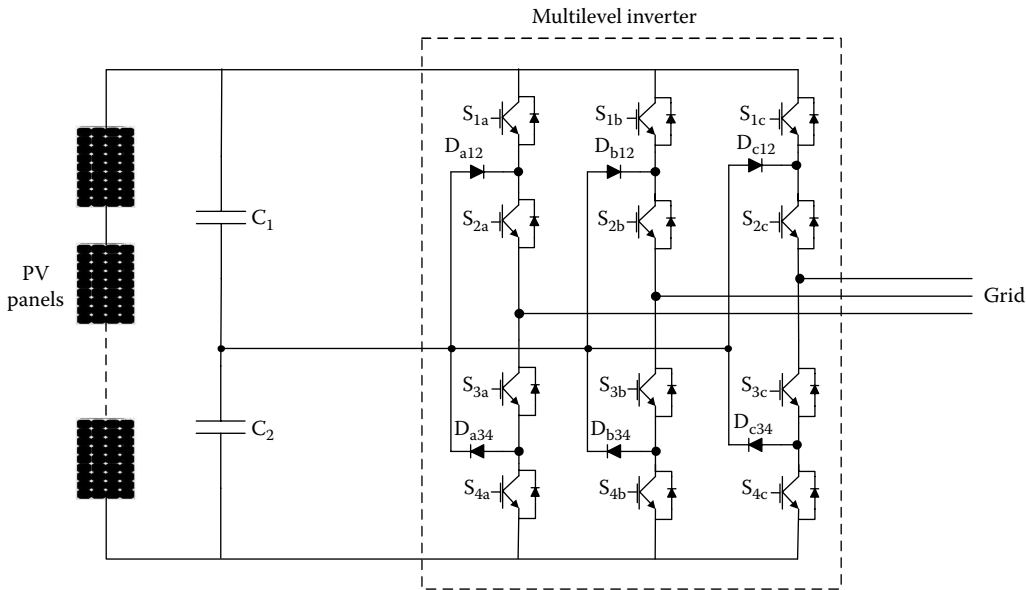 Multilevel inverter
S1a
S1b
S1c
Da12
Db12
Dc12
S2a
S2b
S2c
C1
PV
panels
Grid
S3a
S3b
S3c
C2
Da34
Db34
Dc34
S4a
S4b
S4c